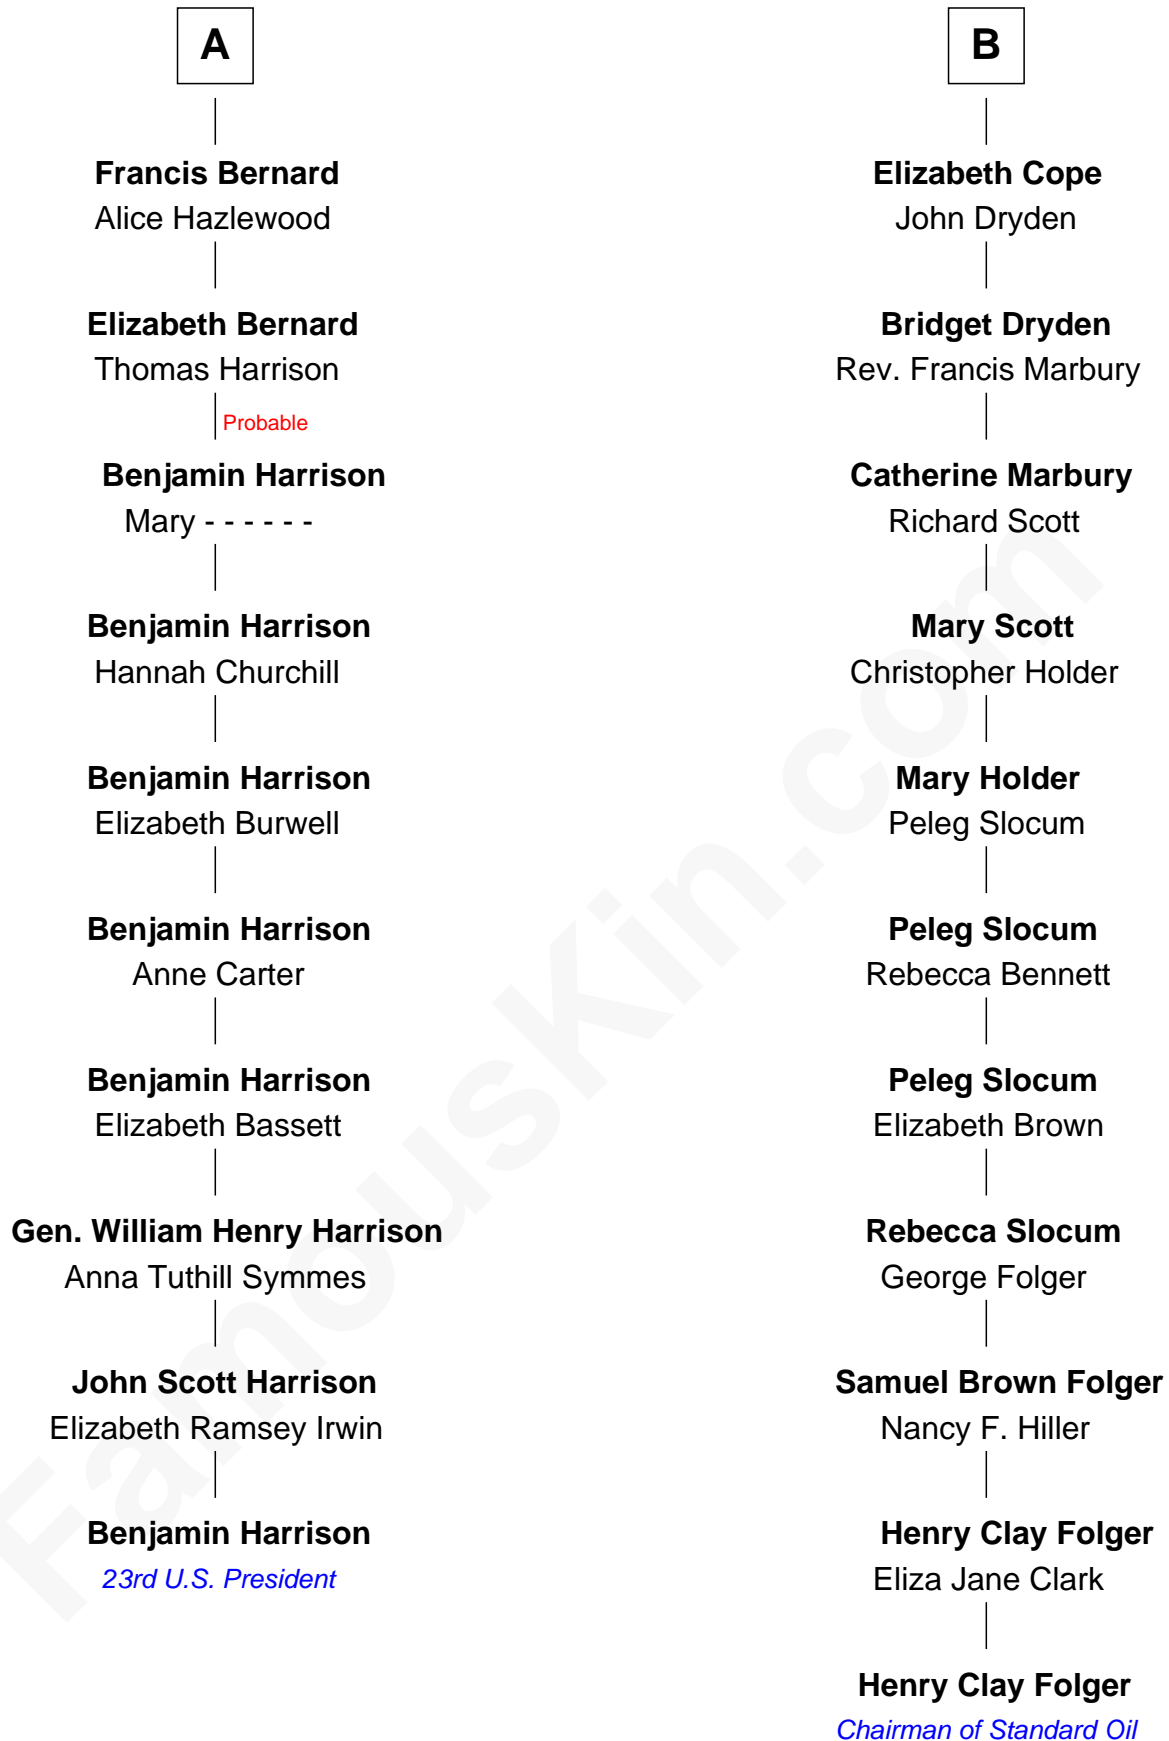 A
Francis Bernard
Alice Hazlewood
Elizabeth Bernard
Thomas Harrison
Probable
Benjamin Harrison
Mary - - - - - -
Benjamin Harrison
Hannah Churchill
Benjamin Harrison
Elizabeth Burwell
Benjamin Harrison
Anne Carter
Benjamin Harrison
Elizabeth Bassett
Gen. William Henry Harrison
Anna Tuthill Symmes
John Scott Harrison
Elizabeth Ramsey Irwin
Benjamin Harrison
23rd U.S. President
B
Elizabeth Cope
John Dryden
Bridget Dryden
Rev. Francis Marbury
Catherine Marbury
Richard Scott
Mary Scott
Christopher Holder
Mary Holder
Peleg Slocum
Peleg Slocum
Rebecca Bennett
Peleg Slocum
Elizabeth Brown
Rebecca Slocum
George Folger
Samuel Brown Folger
Nancy F. Hiller
Henry Clay Folger
Eliza Jane Clark
Henry Clay Folger
Chairman of Standard Oil
FamousKin.com